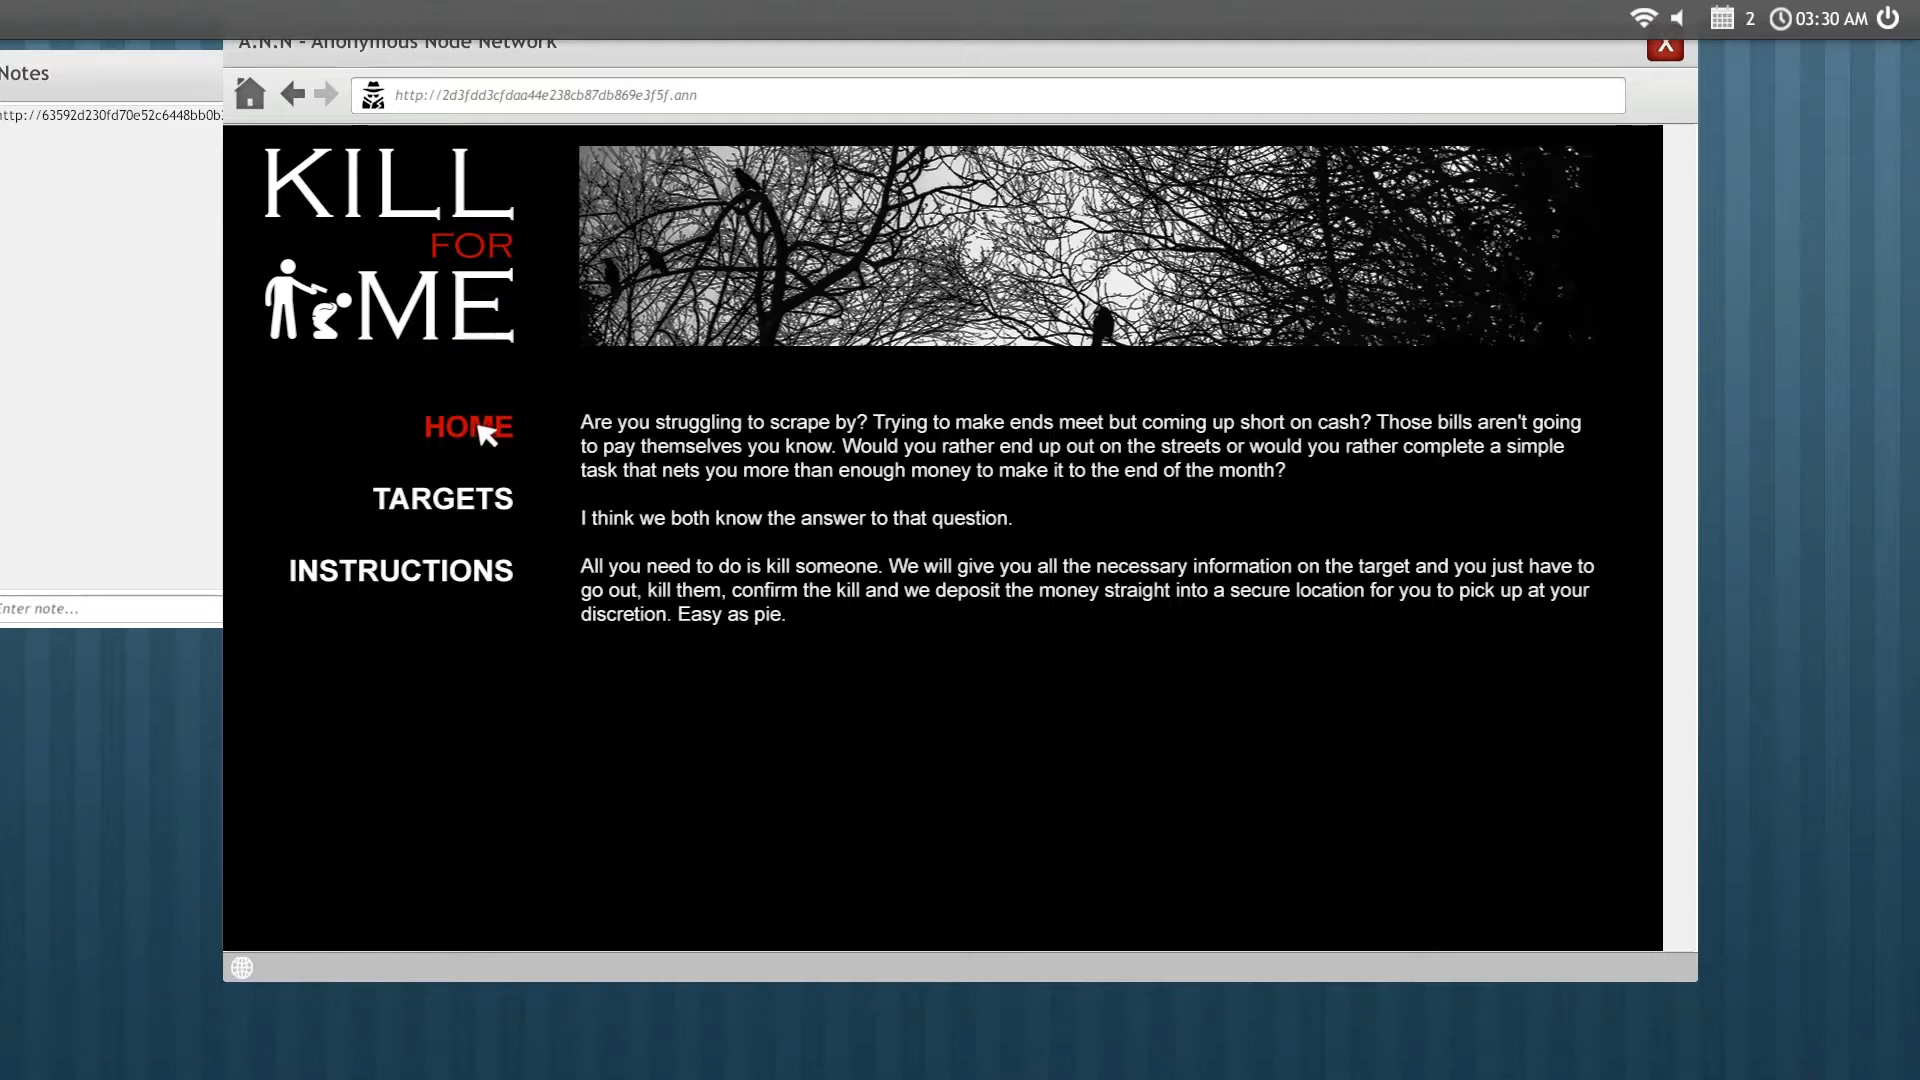 2 03:30 AM
A.N.N - Anonymous Node Network
X
Notes
http://2d3fdd3cfdaa44e238cb87db869e3f5f.ann
http://63592d230fd70e52c6448bb0b
KILL
FOR
ME
HOME
TARGETS
INSTRUCTIONS
Are you struggling to scrape by? Trying to make ends meet but coming up short on cash? Those bills aren't going
to pay themselves you know. Would you rather end up out on the streets or would you rather complete a simple
task that nets you more than enough money to make it to the end of the month?
I think we both know the answer to that question.
All you need to do is kill someone. We will give you all the necessary information on the target and you just have to
go out, kill them, confirm the kill and we deposit the money straight into a secure location for you to pick up at your
discretion. Easy as pie.
Enter note...